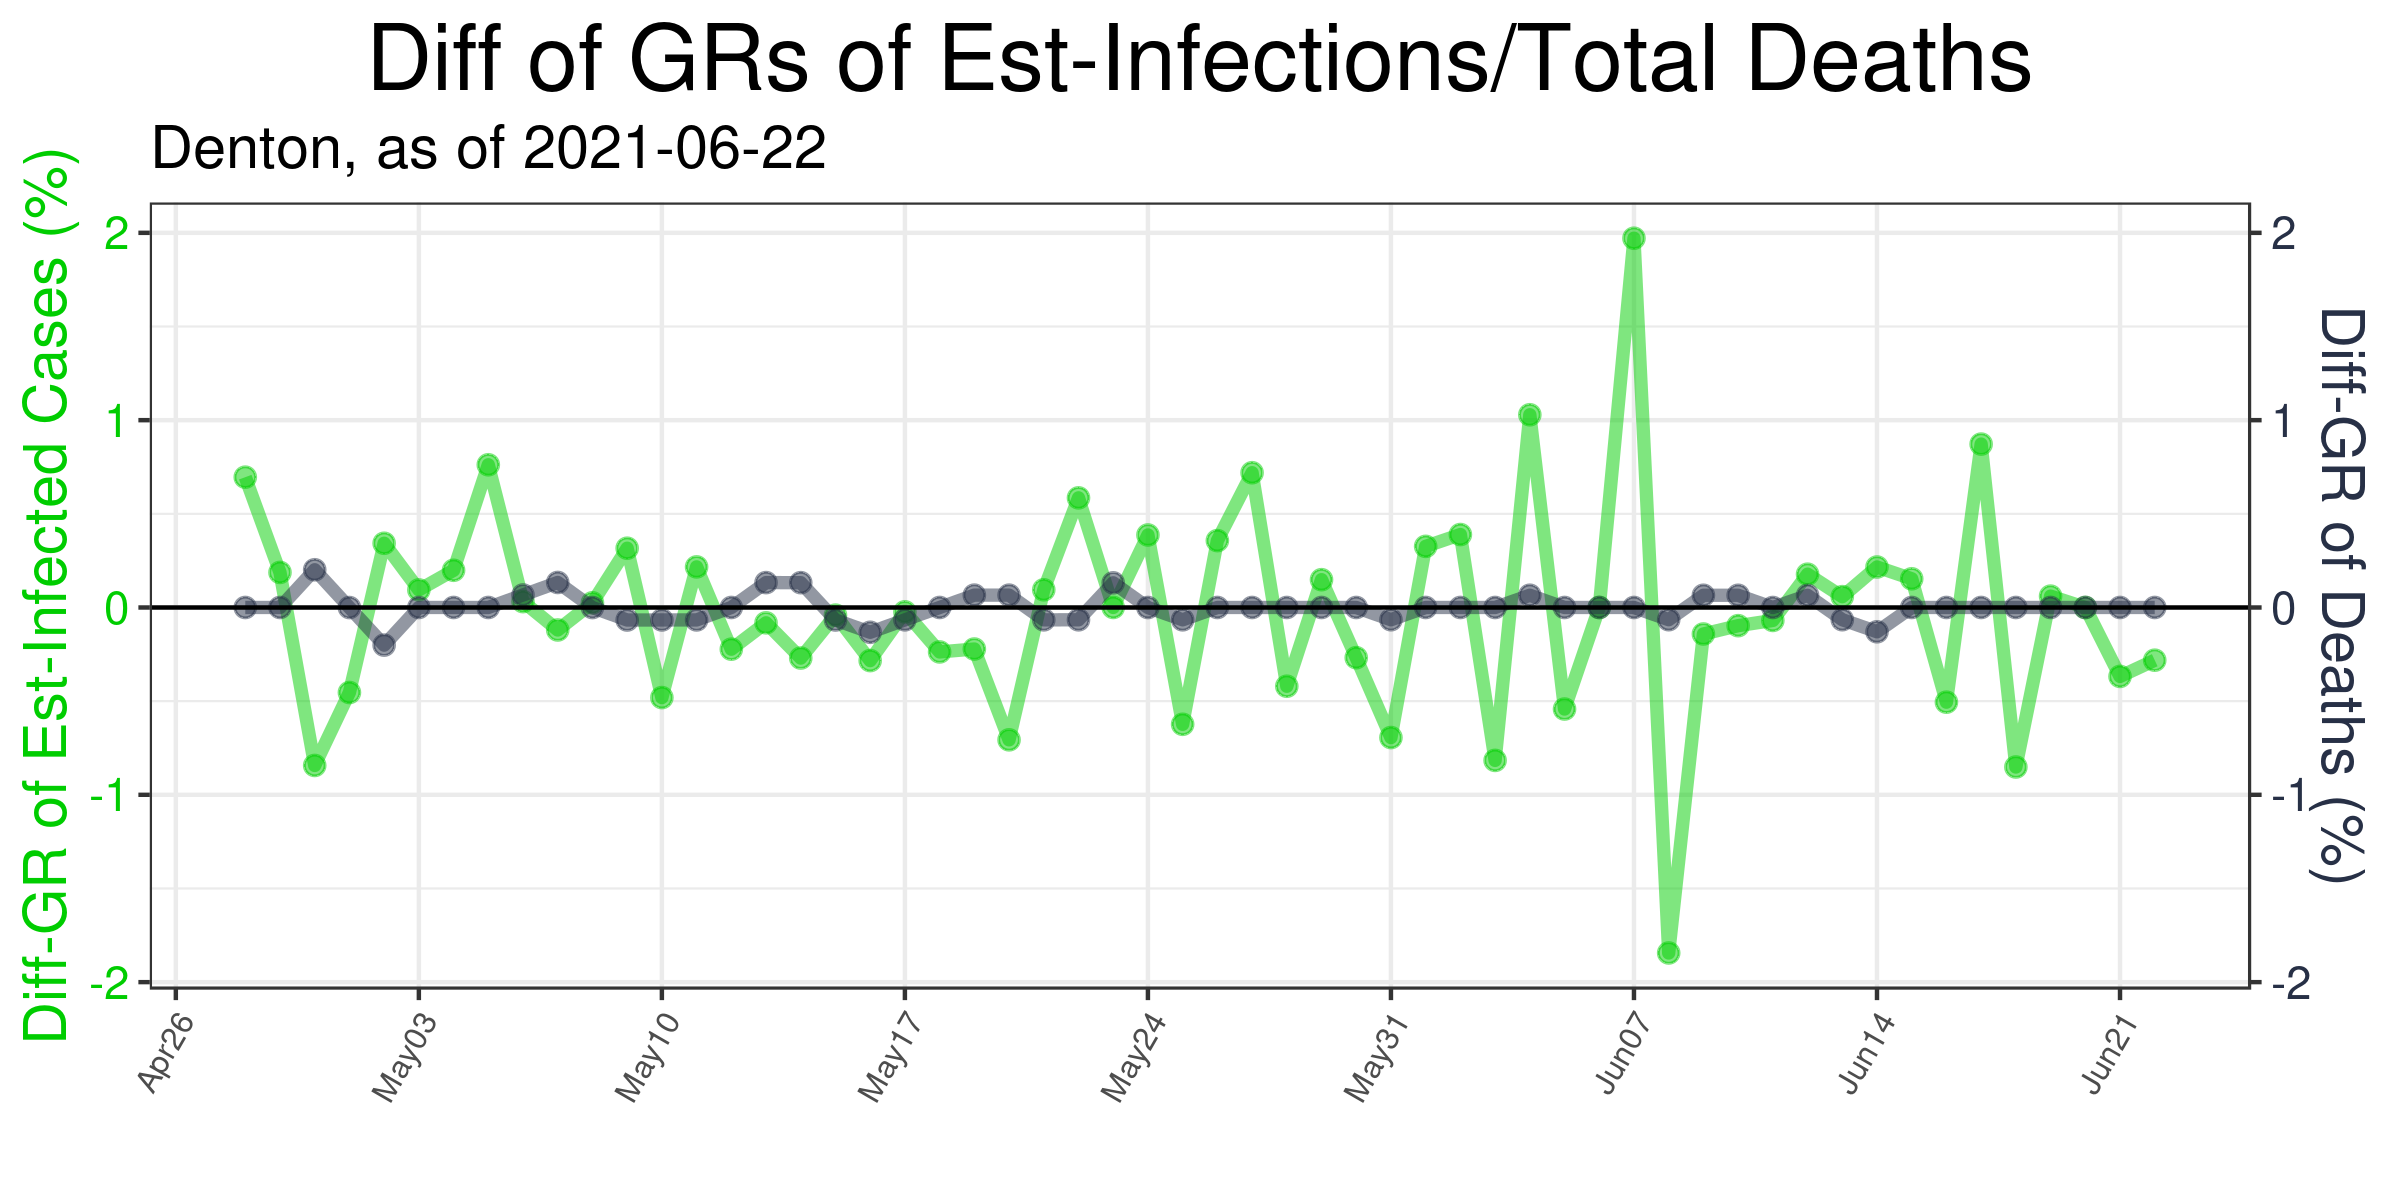 Diff of GRs of Est-Infections/Total Deaths
Denton, as of 2021-06-22
Diff-GR of Est-Infected Cases (%)
2
1
0
-1
-2
2
1
0
-1
-2
Diff-GR of Deaths (%)
Apr26
May03
May10
May17
May24
May31
Jun07
Jun14
Jun21